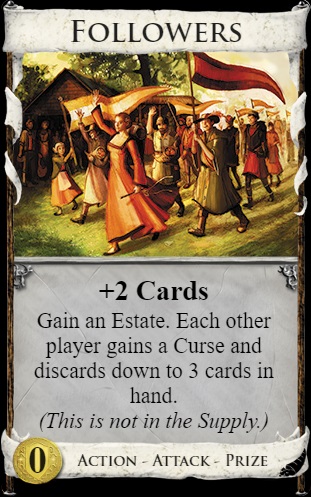 FOLLOWERS
+2 Cards
Gain an Estate. Each other
player gains a Curse and
discards down to 3 cards in
hand.
(This is not in the Supply.)
0
ACTION - ATTACK - PRIZE